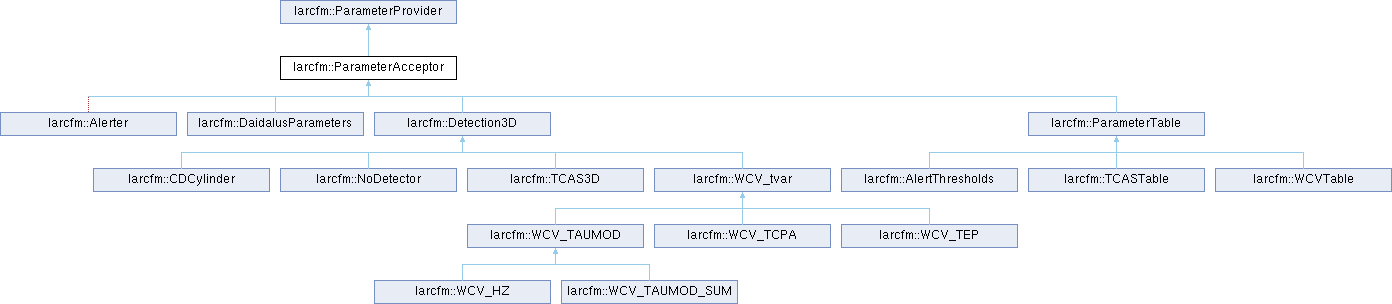 larcfm::ParameterProvider
larcfm::ParameterAcceptor
larcfm::Alerter
larcfm::DaidalusParameters
larcfm::Detection3D
larcfm::ParameterTable
larcfm::CDCylinder
larcfm::NoDetector
larcfm::TCAS3D
larcfm::WCV_tvar
larcfm::AlertThresholds
larcfm::TCASTable
larcfm::WCVTable
larcfm::WCV_TAUMOD
larcfm::WCV_TCPA
larcfm::WCV_TEP
larcfm::WCV_HZ
larcfm::WCV_TAUMOD_SUM